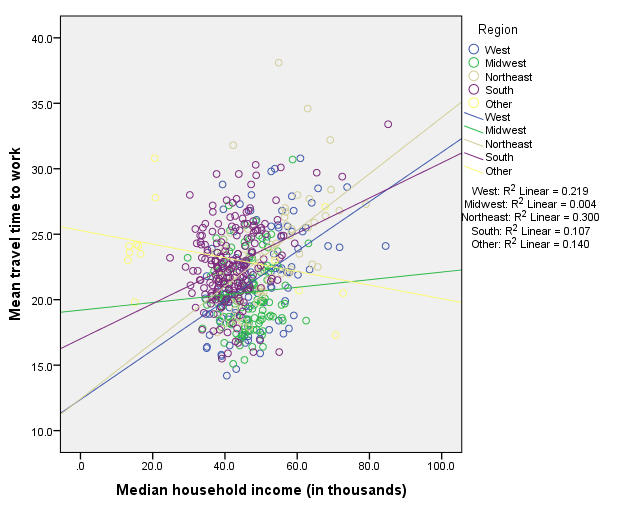 Region
West
Midwest
Northeast
South
Other
West
Midwest
Northeast
South
Other
West: R2 Linear = 0.219
Midwest: R2 Linear = 0.004
Northeast: R2 Linear = 0.300
South: R2 Linear = 0.107
Other: R2 Linear = 0.140
Mean travel time to work
40.0
35.0
30.0
25.0
20.0
15.0
10.0
.0 20.0 40.0 60.0 80.0 100.0
Median household income (in thousands)